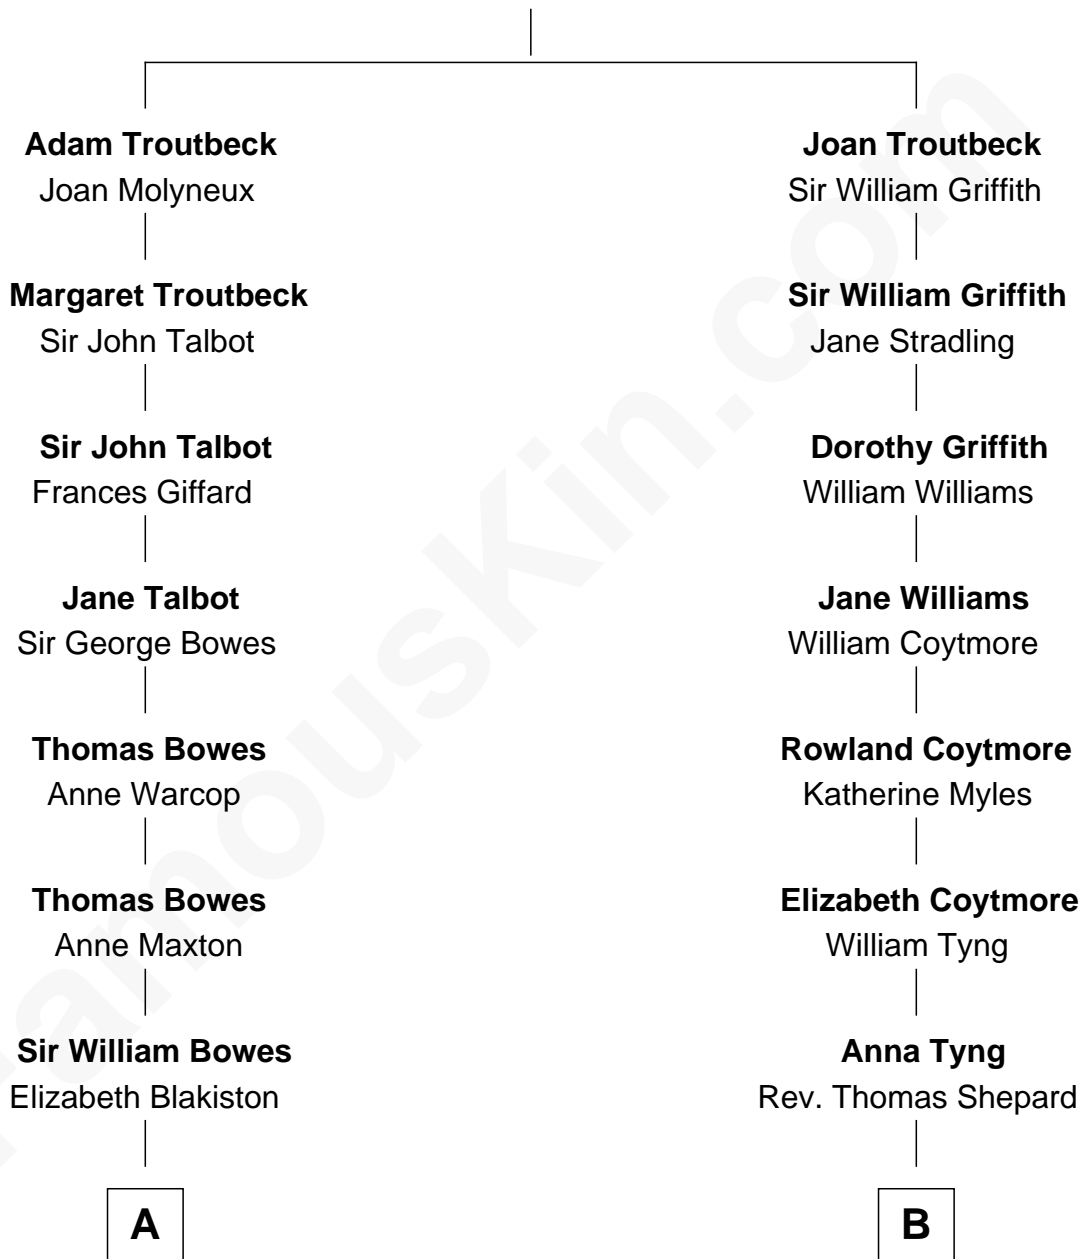 Adam Troutbeck
Joan Molyneux
Margaret Troutbeck
Sir John Talbot
Sir John Talbot
Frances Giffard
Jane Talbot
Sir George Bowes
Thomas Bowes
Anne Warcop
Thomas Bowes
Anne Maxton
Sir William Bowes
Elizabeth Blakiston
A
Joan Troutbeck
Sir William Griffith
Sir William Griffith
Jane Stradling
Dorothy Griffith
William Williams
Jane Williams
William Coytmore
Rowland Coytmore
Katherine Myles
Elizabeth Coytmore
William Tyng
Anna Tyng
Rev. Thomas Shepard
B
FamousKin.com